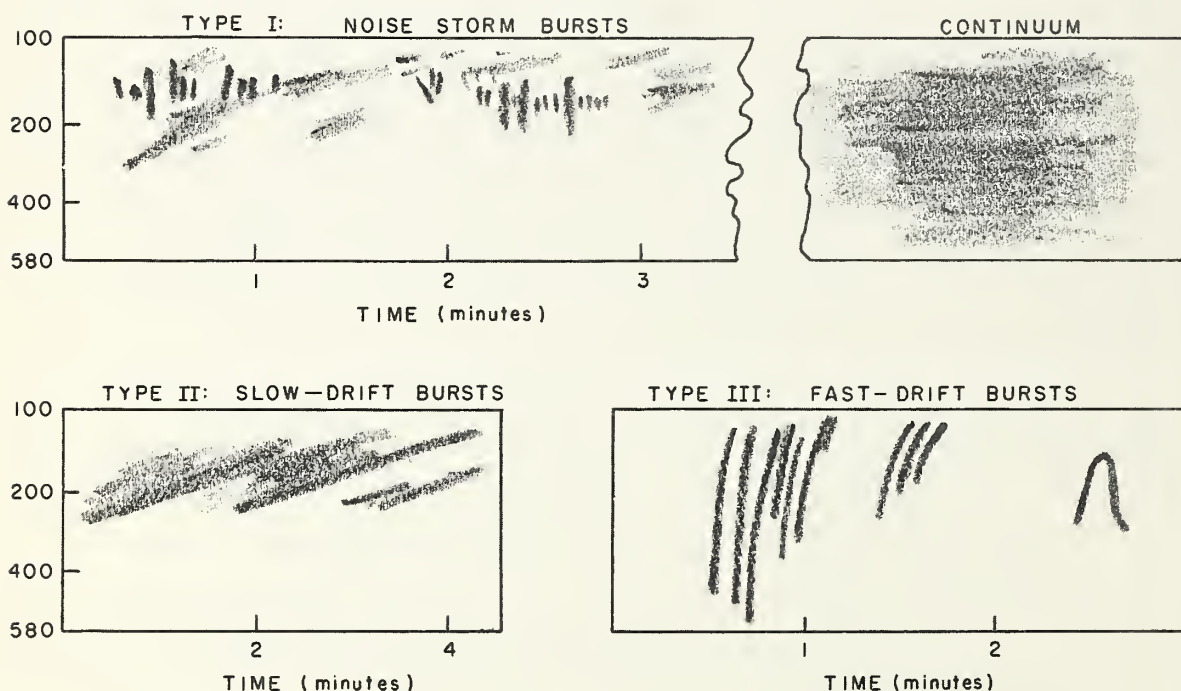 TYPE I: NOISE STORM BURSTS
CONTINUUM
100
200
400
580
1 2 3
TIME (minutes)
TYPE II: SLOW-DRIFT BURSTS
100
200
400
580
2 4
TIME (minutes)
TYPE III: FAST-DRIFT BURSTS
1 2
TIME (minutes)